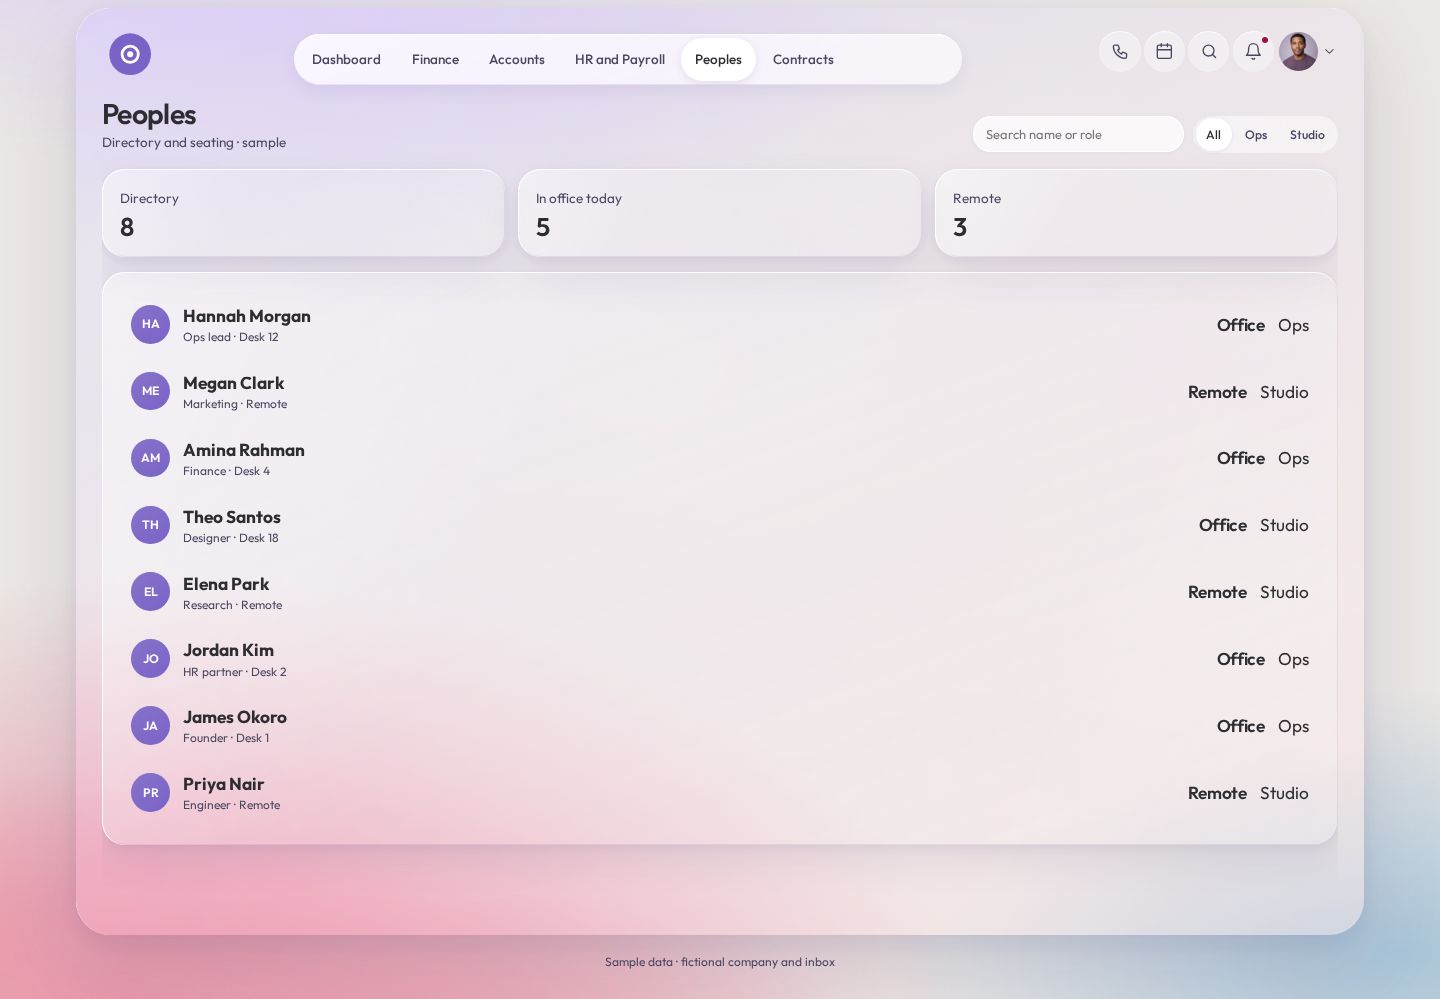 Dashboard Finance Accounts HR and Payroll Peoples Contracts
Peoples
Directory and seating · sample
Search name or role
All Ops Studio
Directory
8
In office today
5
Remote
3
HA Hannah Morgan
Ops lead · Desk 12
Office Ops
ME Megan Clark
Marketing · Remote
Remote Studio
AM Amina Rahman
Finance · Desk 4
Office Ops
TH Theo Santos
Designer · Desk 18
Office Studio
EL Elena Park
Research · Remote
Remote Studio
JO Jordan Kim
HR partner · Desk 2
Office Ops
JA James Okoro
Founder · Desk 1
Office Ops
PR Priya Nair
Engineer · Remote
Remote Studio
Sample data · fictional company and inbox